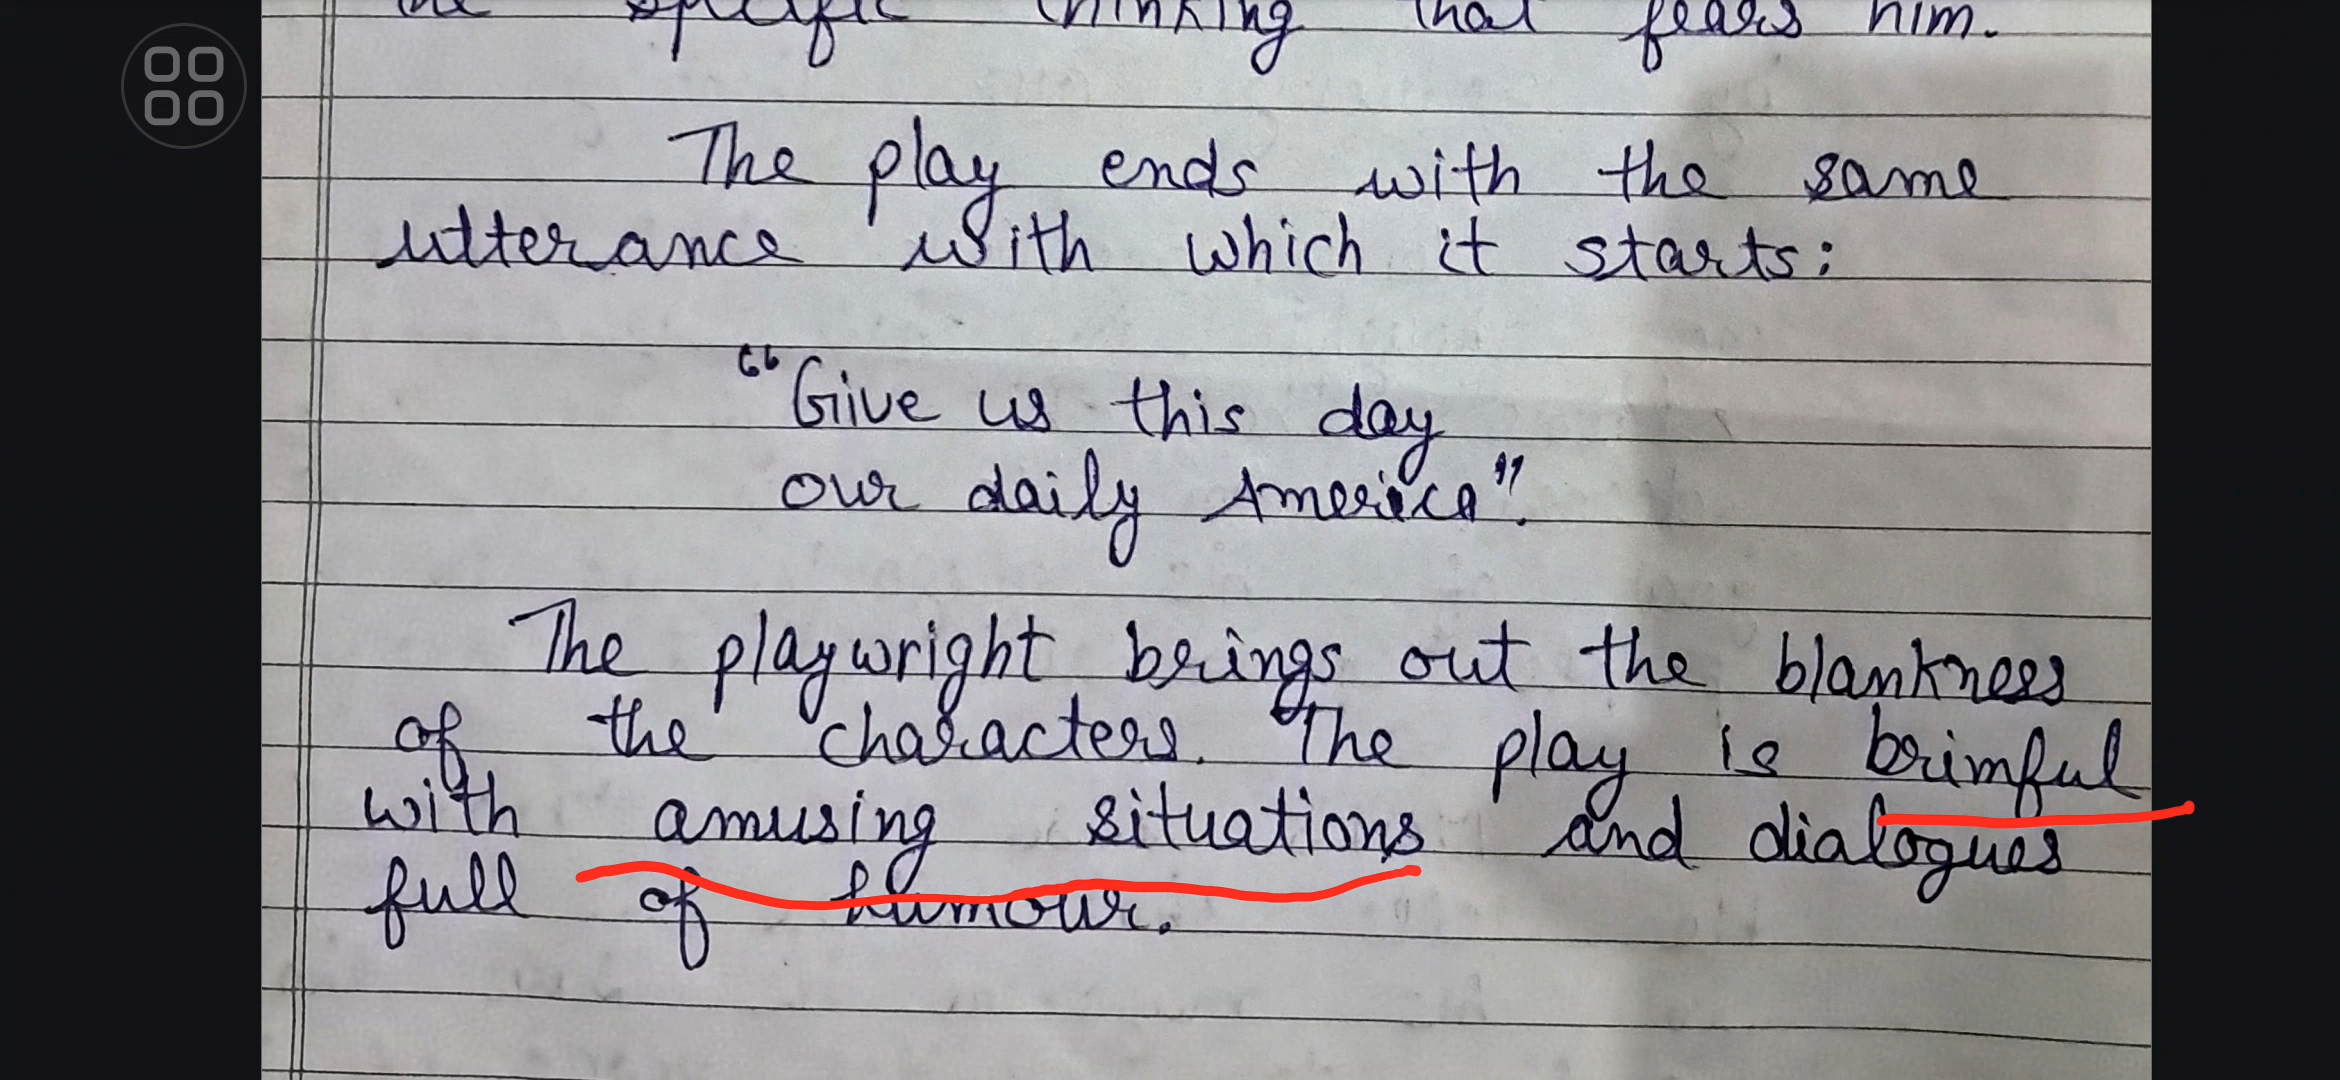 the specific thinking that fears him.
The play ends with the same
utterance with which it starts:
"Give us this day
our daily America".
The playwright brings out the blankness
of the characters. The play is brimful
with amusing situations and dialogues
full of humour.